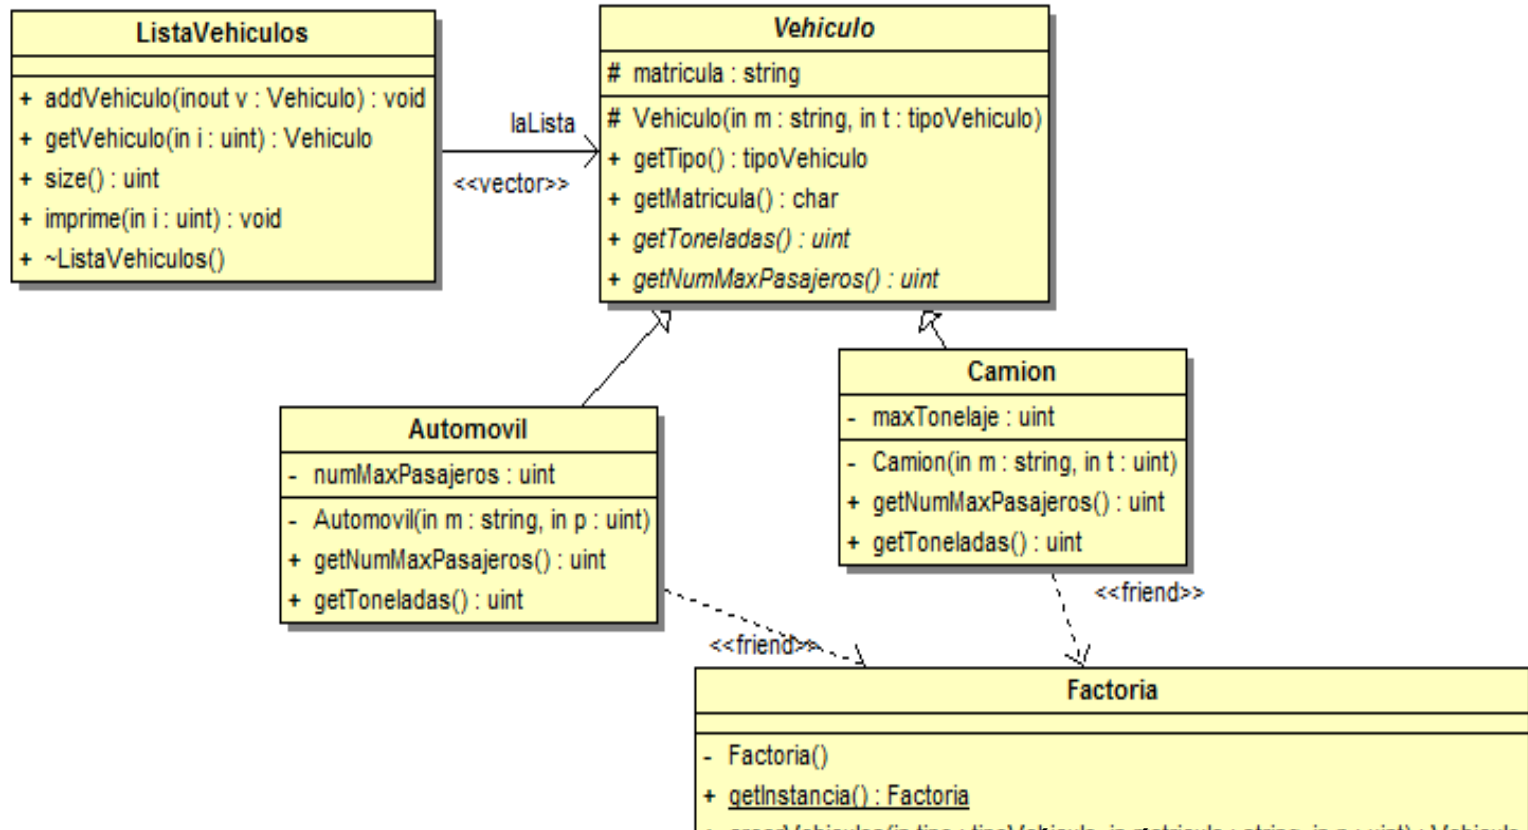 ListaVehiculos
+ addVehiculo(inout v : Vehiculo) : void
+ getVehiculo(in i : uint) : Vehiculo
+ size() : uint
+ imprime(in i : uint) : void
+ ~ListaVehiculos()
laLista
<<vector>>
Vehiculo
# matricula : string
# Vehiculo(in m : string, in t : tipoVehiculo)
+ getTipo() : tipoVehiculo
+ getMatricula() : char
+ getToneladas() : uint
+ getNumMaxPasajeros() : uint
Automovil
- numMaxPasajeros : uint
- Automovil(in m : string, in p : uint)
+ getNumMaxPasajeros() : uint
+ getToneladas() : uint
Camion
- maxTonelaje : uint
- Camion(in m : string, in t : uint)
+ getNumMaxPasajeros() : uint
+ getToneladas() : uint
<<friend>>
<<friend>>
Factoria
- Factoria()
+ getInstancia() : Factoria